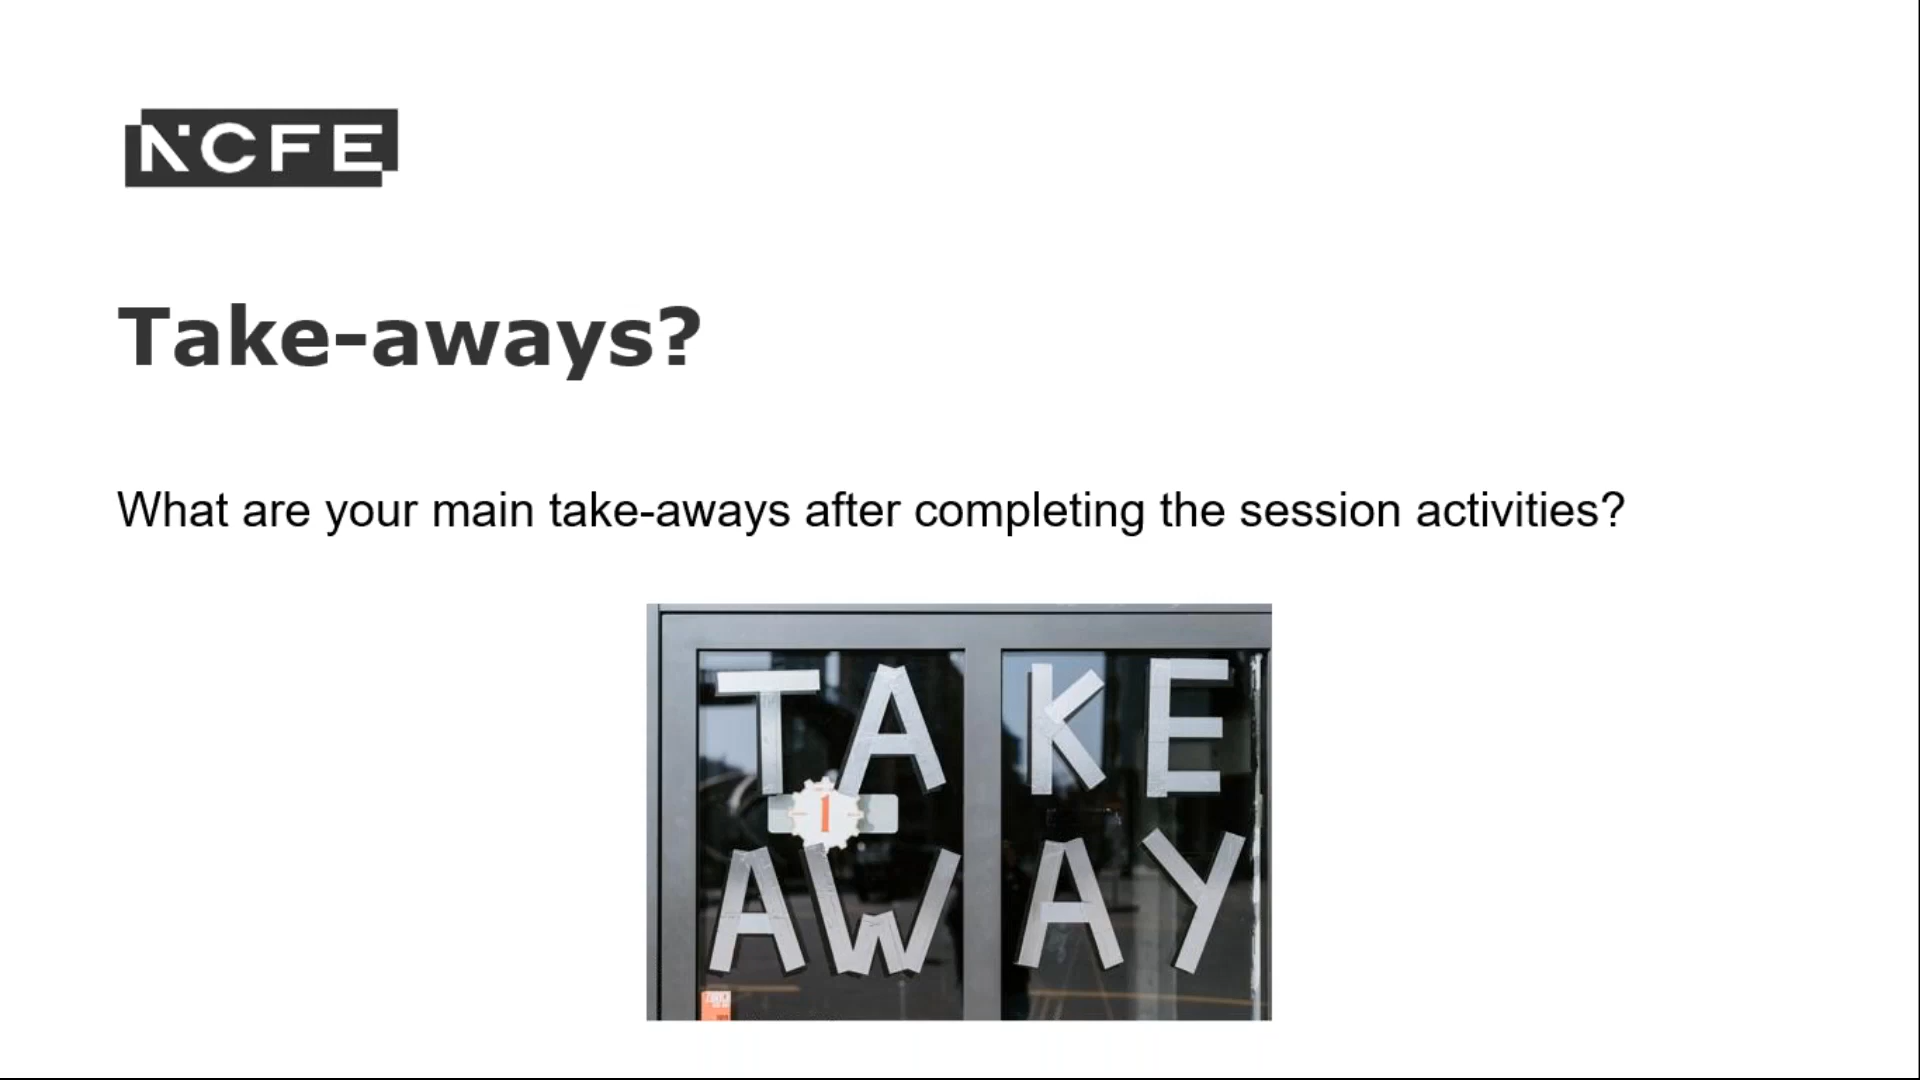 NCFE
Take-aways?
What are your main take-aways after completing the session activities?
TAKE
1
AWAY